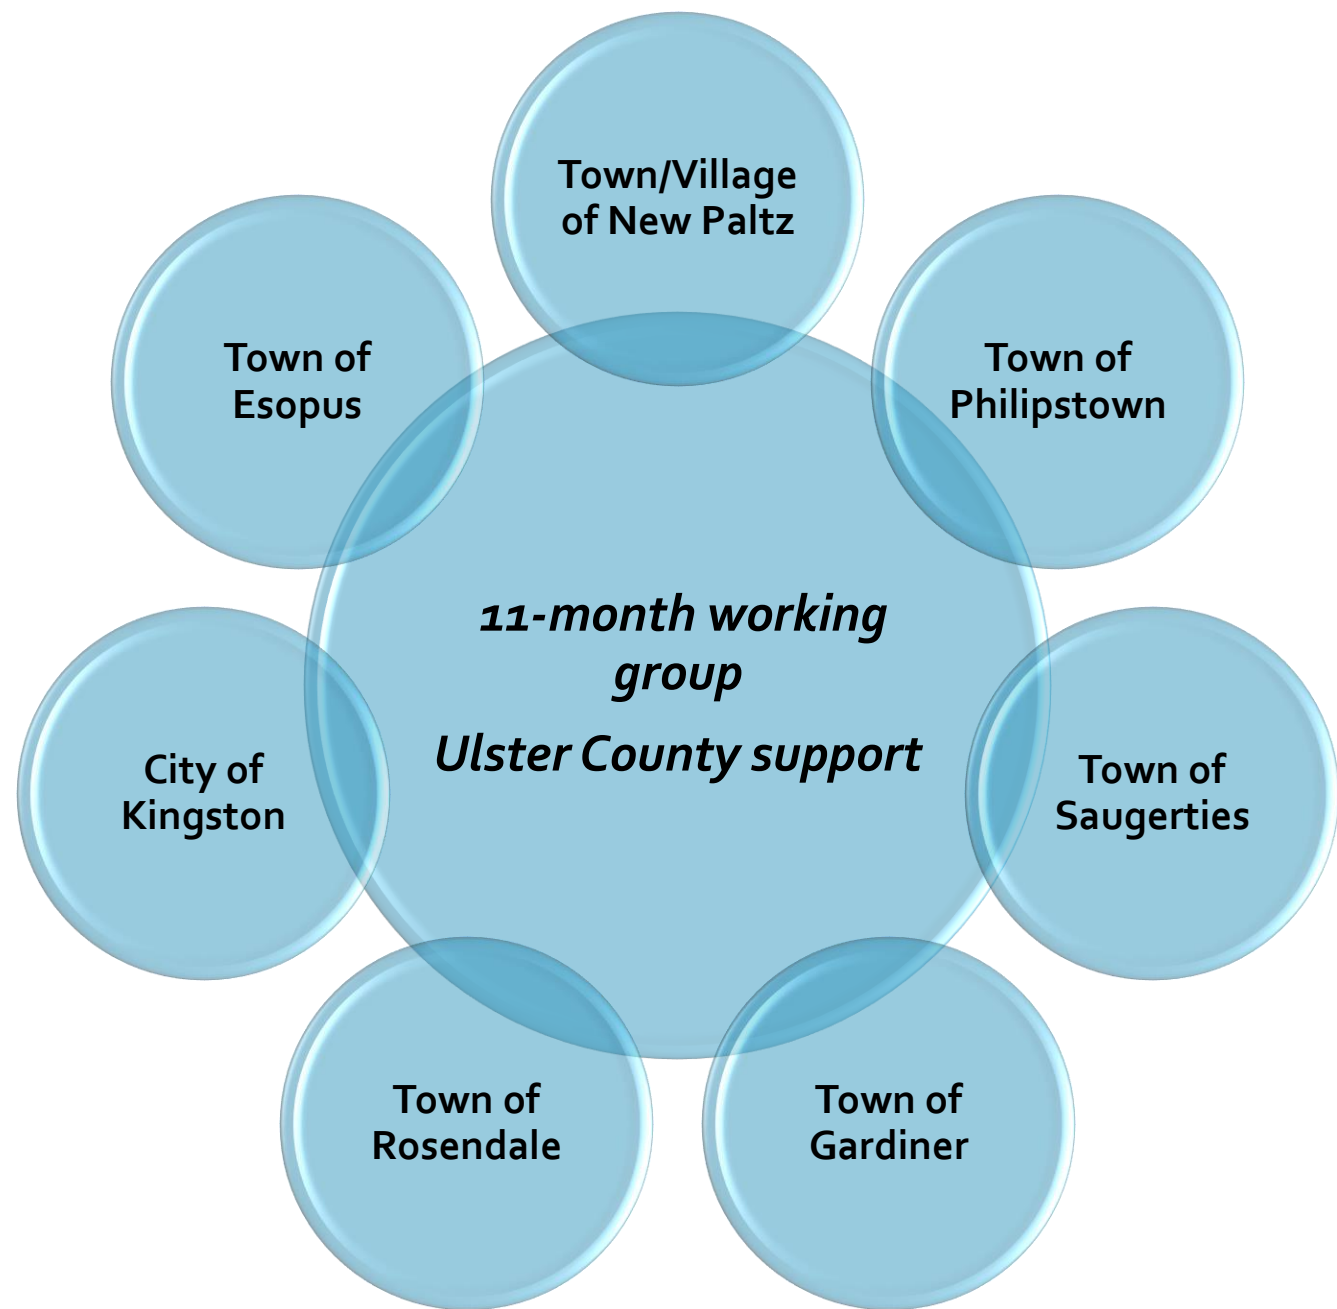 Town/Village
of New Paltz
Town of
Philipstown
Town of
Saugerties
Town of
Gardiner
Town of
Rosendale
City of
Kingston
Town of
Esopus
11-month working
group
Ulster County support